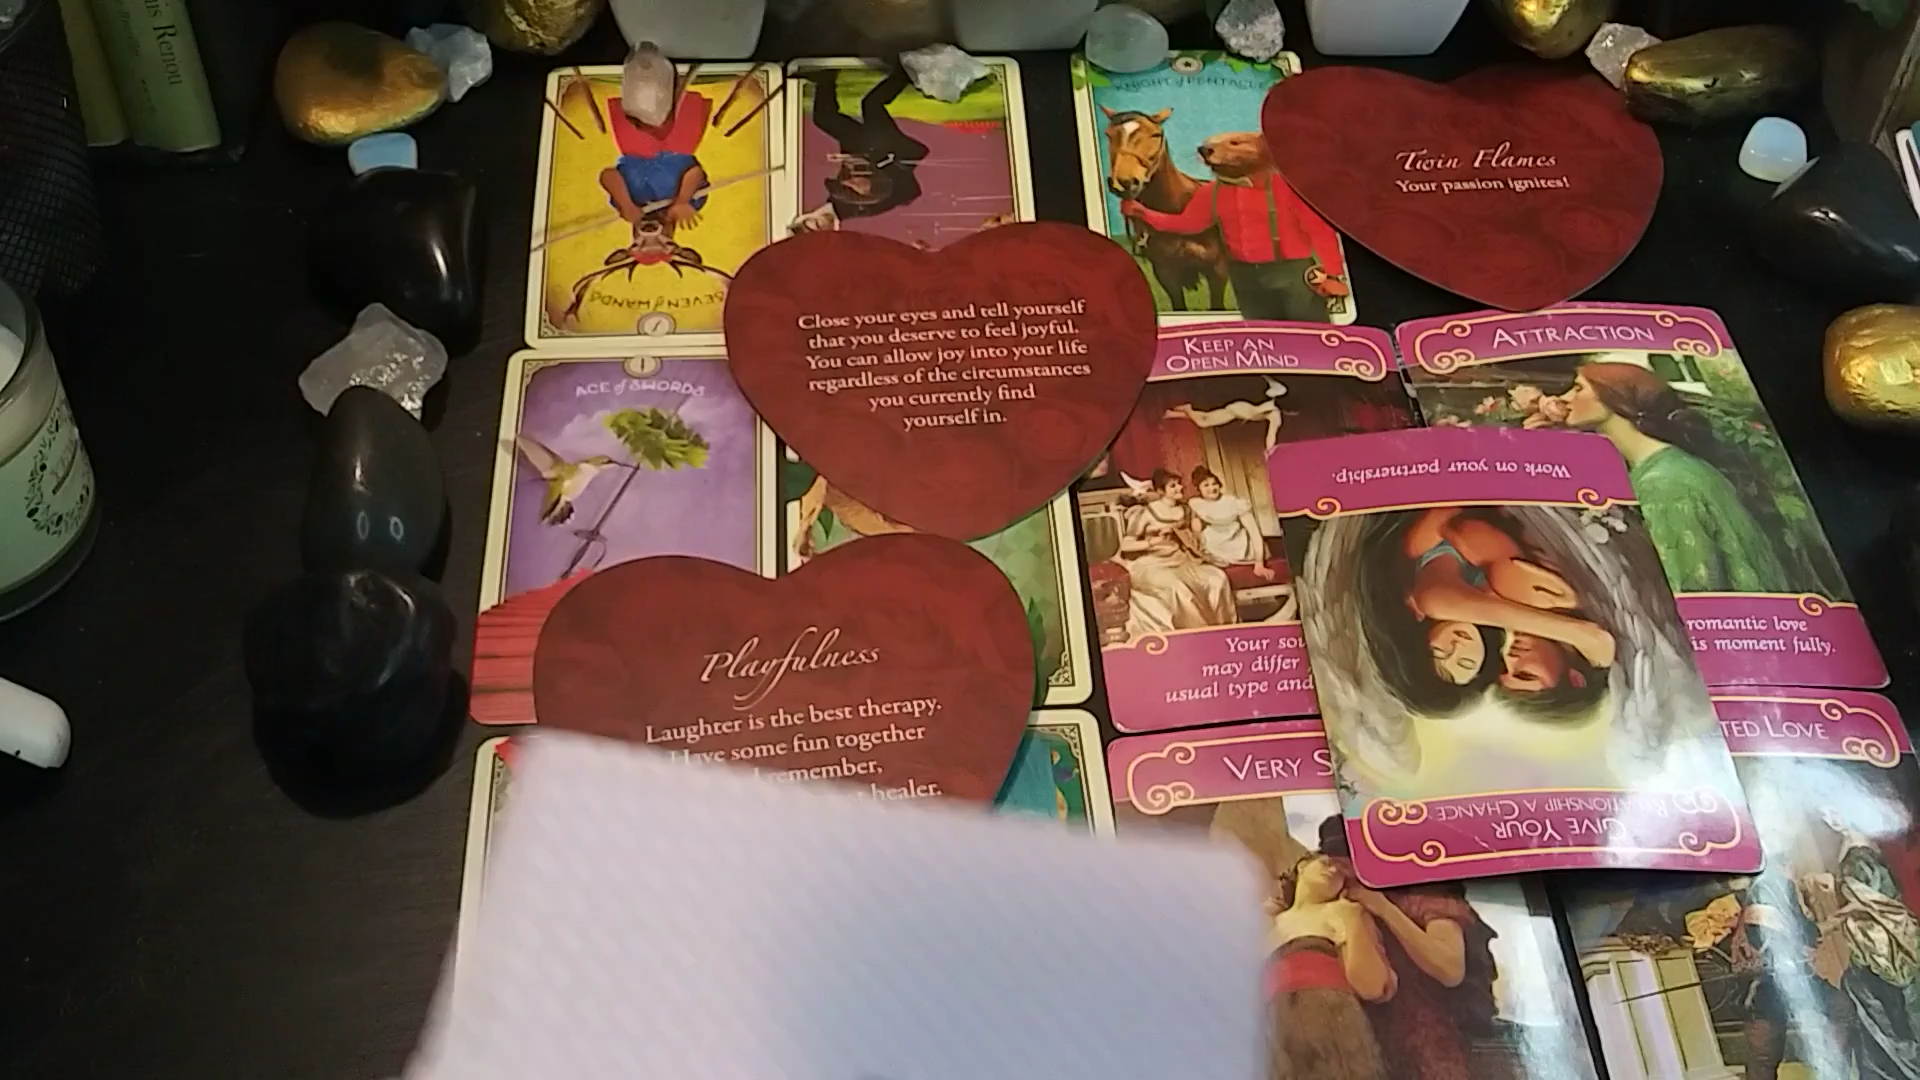 his Renou
SEVEN of WANDS
KNIGHT of PENTACLES
Twin Flames
Your passion ignites!
Close your eyes and tell yourself
that you deserve to feel joyful.
You can allow joy into your life
regardless of the circumstances
you currently find
yourself in.
ACE of SWORDS
KEEP AN
OPEN MIND
Your
may differ
usual type and
ATTRACTION
romantic love
is moment fully.
Work on your partnership.
GIVE YOUR
RELATIONSHIP A CHANCE
Playfulness
Laughter is the best therapy.
Have some fun together
remember,
healer.
VERY S
TED LOVE